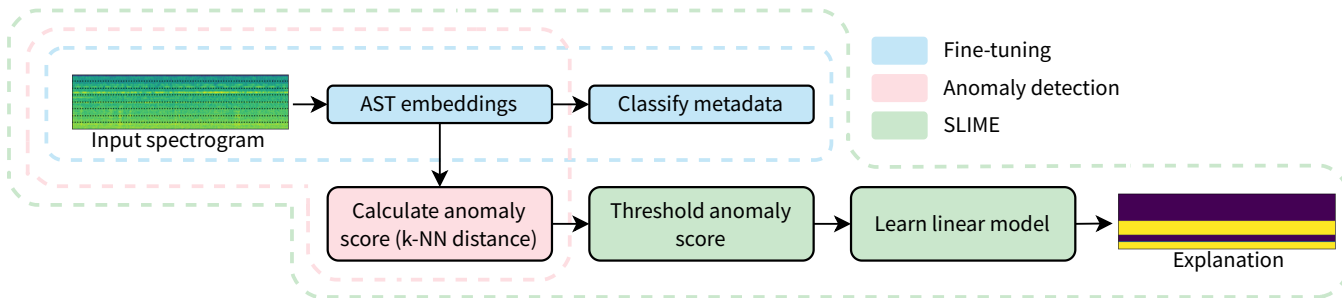 Fine-tuning
Anomaly detection
SLIME
Input spectrogram
AST embeddings
Classify metadata
Calculate anomaly
score (k-NN distance)
Threshold anomaly
score
Learn linear model
Explanation